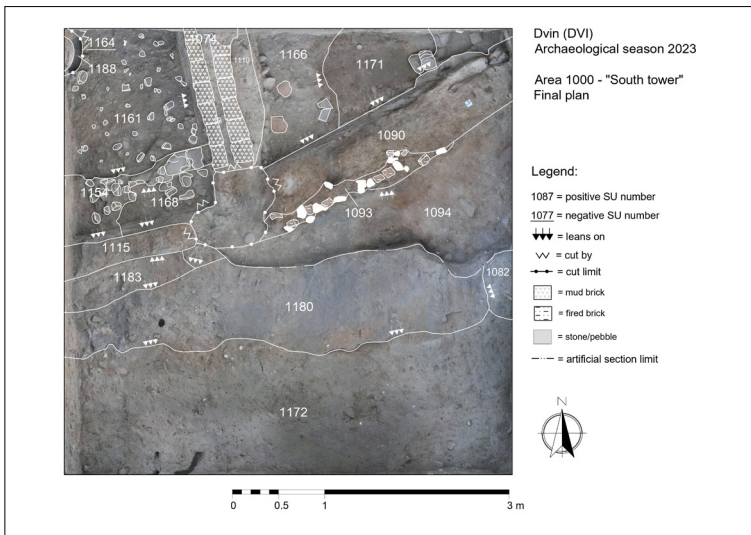 Dvin (DVI)
Archaeological season 2023
Area 1000 - "South tower"
Final plan
Legend:
1087 = positive SU number
1077 = negative SU number
= leans on
= cut by
= cut limit
= mud brick
= fired brick
= stone/pebble
= artificial section limit
N
1164
1188
1161
1074
1110
1166
1171
1090
1154
1168
1093
1094
1115
1183
1082
1180
1172
0 0.5 1 3 m